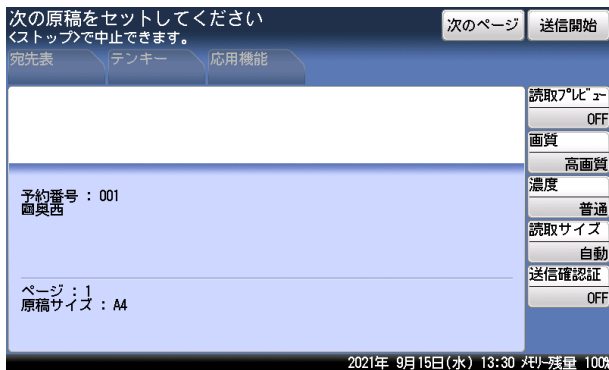 次の原稿をセットしてください
<ストップ>で中止できます。
次のページ
送信開始
宛先表
テンキー
応用機能
読取プレビュー
OFF
画質
高画質
濃度
普通
読取サイズ
自動
送信確認証
OFF
予約番号 : 001
奥西
ページ : 1
原稿サイズ : A4
2021年 9月15日(水) 13:30 メモリー残量 100%